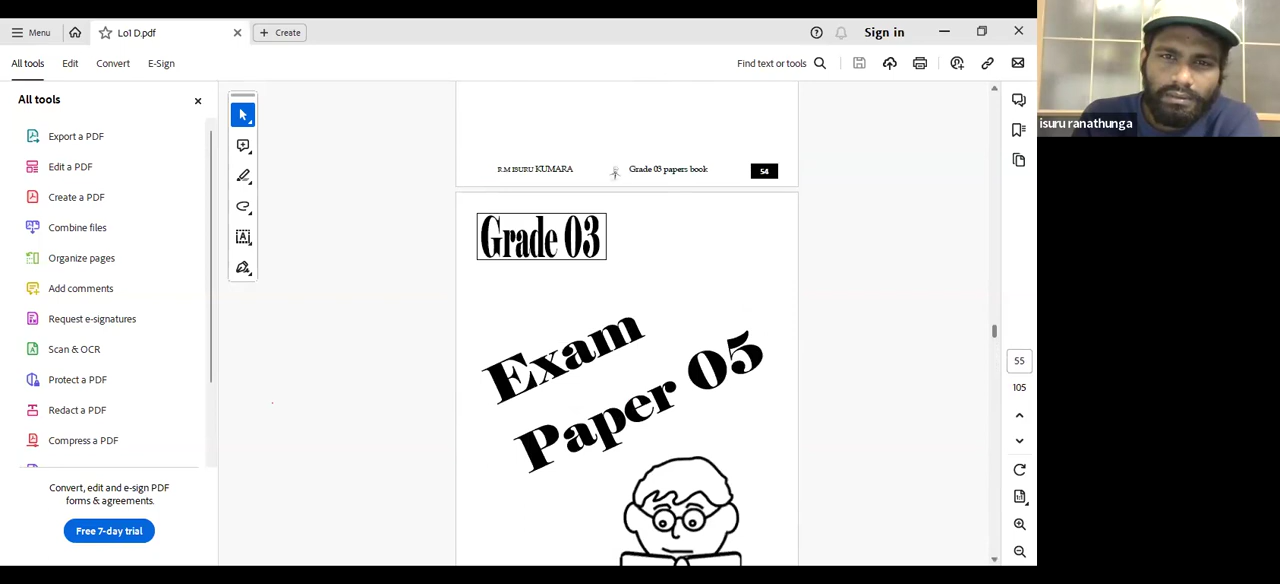 Menu
Lo1 D.pdf
Create
Sign in
All tools
Edit
Convert
E-Sign
Find text or tools
isuru ranathunga
All tools
Export a PDF
Edit a PDF
Create a PDF
Combine files
Organize pages
Add comments
Request e-signatures
Scan & OCR
Protect a PDF
Redact a PDF
Compress a PDF
Convert, edit and e-sign PDF
forms & agreements.
Free 7-day trial
R.M ISURU KUMARA Grade 03 papers book 54
Grade 03
Exam
Paper 05
55
105